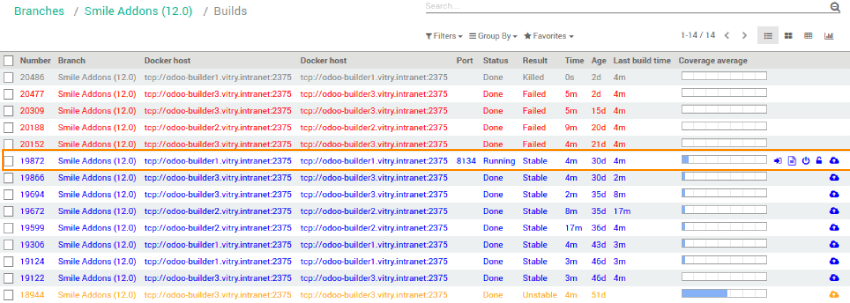 Branches / Smile Addons (12.0) / Builds
Search...
Filters Group By Favorites 1-14 / 14
Number Branch Docker host Docker host Port Status Result Time Age Last build time Coverage average
20486 Smile Addons (12.0) tcp://odoo-builder1.vitry.intranet:2375 tcp://odoo-builder1.vitry.intranet:2375 Done Killed 0s 2d 4m
20477 Smile Addons (12.0) tcp://odoo-builder3.vitry.intranet:2375 tcp://odoo-builder3.vitry.intranet:2375 Done Failed 5m 2d 4m
20309 Smile Addons (12.0) tcp://odoo-builder3.vitry.intranet:2375 tcp://odoo-builder3.vitry.intranet:2375 Done Failed 5m 15d 4m
20188 Smile Addons (12.0) tcp://odoo-builder2.vitry.intranet:2375 tcp://odoo-builder2.vitry.intranet:2375 Done Failed 9m 20d 4m
20152 Smile Addons (12.0) tcp://odoo-builder3.vitry.intranet:2375 tcp://odoo-builder3.vitry.intranet:2375 Done Failed 4m 21d 4m
19872 Smile Addons (12.0) tcp://odoo-builder1.vitry.intranet:2375 tcp://odoo-builder1.vitry.intranet:2375 8134 Running Stable 4m 30d 4m
19866 Smile Addons (12.0) tcp://odoo-builder3.vitry.intranet:2375 tcp://odoo-builder3.vitry.intranet:2375 Done Stable 4m 30d 2m
19694 Smile Addons (12.0) tcp://odoo-builder3.vitry.intranet:2375 tcp://odoo-builder3.vitry.intranet:2375 Done Stable 2m 35d 8m
19672 Smile Addons (12.0) tcp://odoo-builder2.vitry.intranet:2375 tcp://odoo-builder2.vitry.intranet:2375 Done Stable 8m 35d 17m
19599 Smile Addons (12.0) tcp://odoo-builder2.vitry.intranet:2375 tcp://odoo-builder2.vitry.intranet:2375 Done Stable 17m 36d 4m
19306 Smile Addons (12.0) tcp://odoo-builder1.vitry.intranet:2375 tcp://odoo-builder1.vitry.intranet:2375 Done Stable 4m 43d 3m
19124 Smile Addons (12.0) tcp://odoo-builder1.vitry.intranet:2375 tcp://odoo-builder1.vitry.intranet:2375 Done Stable 3m 46d 3m
19122 Smile Addons (12.0) tcp://odoo-builder3.vitry.intranet:2375 tcp://odoo-builder3.vitry.intranet:2375 Done Stable 3m 46d 4m
18944 Smile Addons (12.0) tcp://odoo-builder3.vitry.intranet:2375 tcp://odoo-builder3.vitry.intranet:2375 Done Unstable 4m 51d